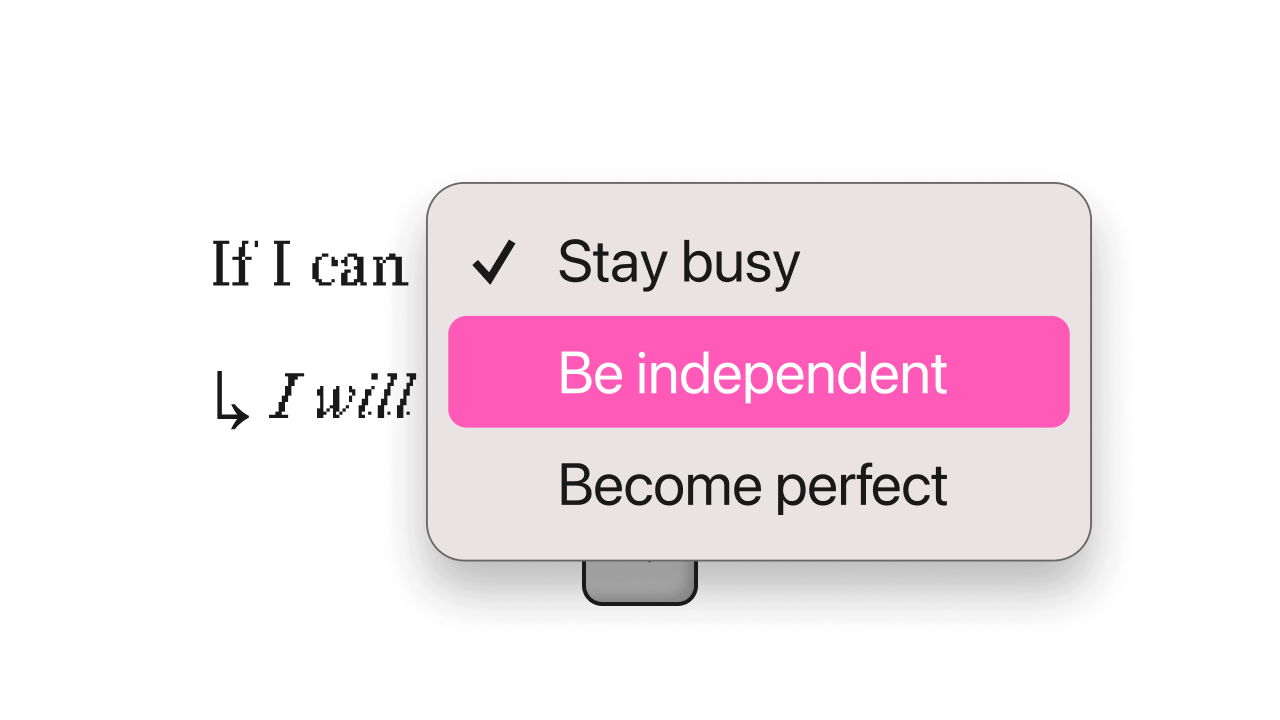 If I can
Stay busy
Be independent
↳ I will
Become perfect